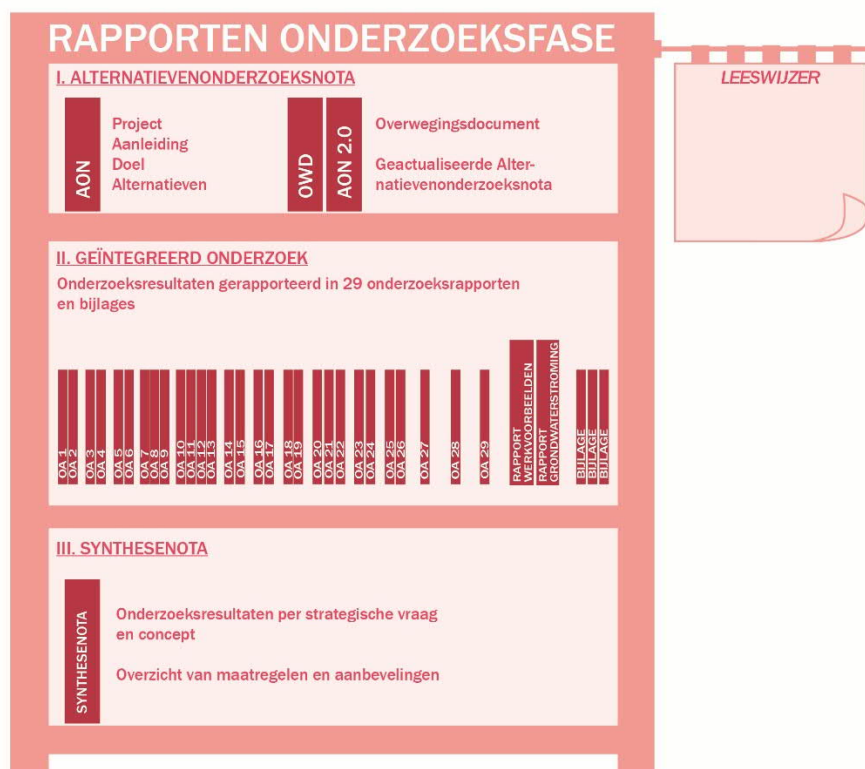 RAPPORTEN ONDERZOEKSFASE
LEESWIJZER
I. ALTERNATIEVENONDERZOEKSNOTA
AON
Project
Aanleiding
Doel
Alternatieven
OWD
AON 2.0
Overwegingsdocument
Geactualiseerde Alter-
natievenonderzoeksnota
II. GEÏNTEGREERD ONDERZOEK
Onderzoeksresultaten gerapporteerd in 29 onderzoeksrapporten
en bijlages
OA 1
OA 2
OA 3
OA 4
OA 5
OA 6
OA 7
OA 8
OA 9
OA 10
OA 11
OA 12
OA 13
OA 14
OA 15
OA 16
OA 17
OA 18
OA 19
OA 20
OA 21
OA 22
OA 23
OA 24
OA 25
OA 26
OA 27
OA 28
OA 29
RAPPORT
WERKVOORBEELDEN
RAPPORT
GRONDWATERSTROMING
BIJLAGE
BIJLAGE
BIJLAGE
III. SYNTHESENOTA
SYNTHESENOTA
Onderzoeksresultaten per strategische vraag
en concept
Overzicht van maatregelen en aanbevelingen